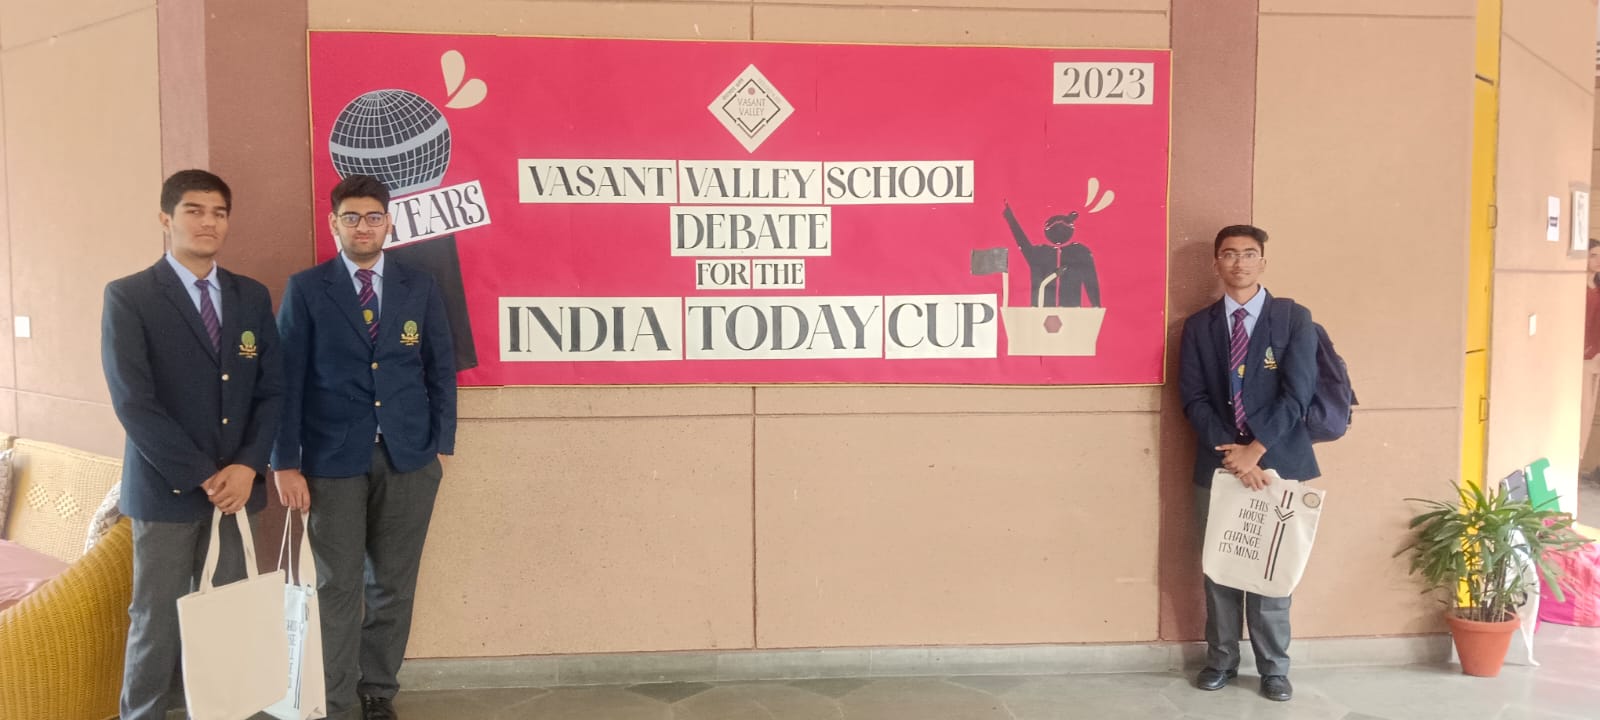 2023
VASANT
VALLEY
YEARS
VASANT VALLEY SCHOOL
DEBATE
FOR THE
INDIA TODAY CUP
THIS
HOUSE
WILL
CHANGE
ITS MIND.